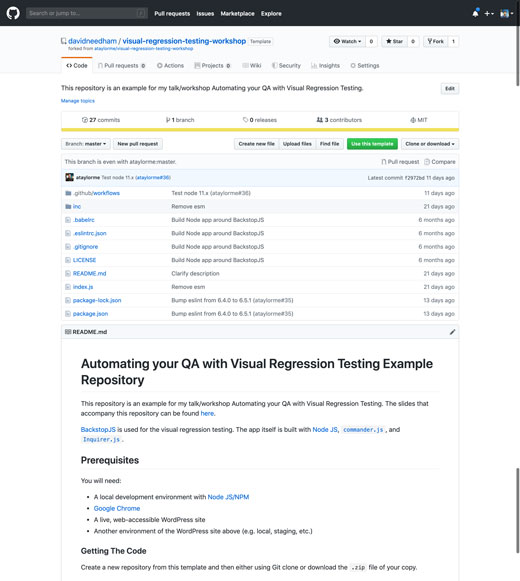 Search or jump to... / Pull requests Issues Marketplace Explore
davidneedham / visual-regression-testing-workshop Template
forked from ataylorme/visual-regression-testing-workshop
Watch 0 Star 0 Fork 1
Code Pull requests 0 Actions Projects 0 Wiki Security Insights Settings
This repository is an example for my talk/workshop Automating your QA with Visual Regression Testing. Edit
Manage topics
27 commits 1 branch 0 releases 3 contributors MIT
Branch: master New pull request Create new file Upload files Find file Use this template Clone or download
This branch is even with ataylorme:master. Pull request Compare
ataylorme Test node 11.x (ataylorme#36) Latest commit f2972bd 11 days ago
.github/workflows Test node 11.x (ataylorme#36) 11 days ago
inc Remove esm 21 days ago
.babelrc Build Node app around BackstopJS 6 months ago
.eslintrc.json Build Node app around BackstopJS 6 months ago
.gitignore Build Node app around BackstopJS 6 months ago
LICENSE Build Node app around BackstopJS 6 months ago
README.md Clarify description 21 days ago
index.js Remove esm 21 days ago
package-lock.json Bump eslint from 6.4.0 to 6.5.1 (ataylorme#35) 13 days ago
package.json Bump eslint from 6.4.0 to 6.5.1 (ataylorme#35) 13 days ago
README.md
Automating your QA with Visual Regression Testing Example
Repository
This repository is an example for my talk/workshop Automating your QA with Visual Regression Testing. The slides that
accompany this repository can be found here.
BackstopJS is used for the visual regression testing. The app itself is built with Node JS, commander.js, and
Inquirer.js.
Prerequisites
You will need:
• A local development environment with Node JS/NPM
• Google Chrome
• A live, web-accessible WordPress site
• Another environment of the WordPress site above (e.g. local, staging, etc.)
Getting The Code
Create a new repository from this template and then either using Git clone or download the .zip file of your copy.